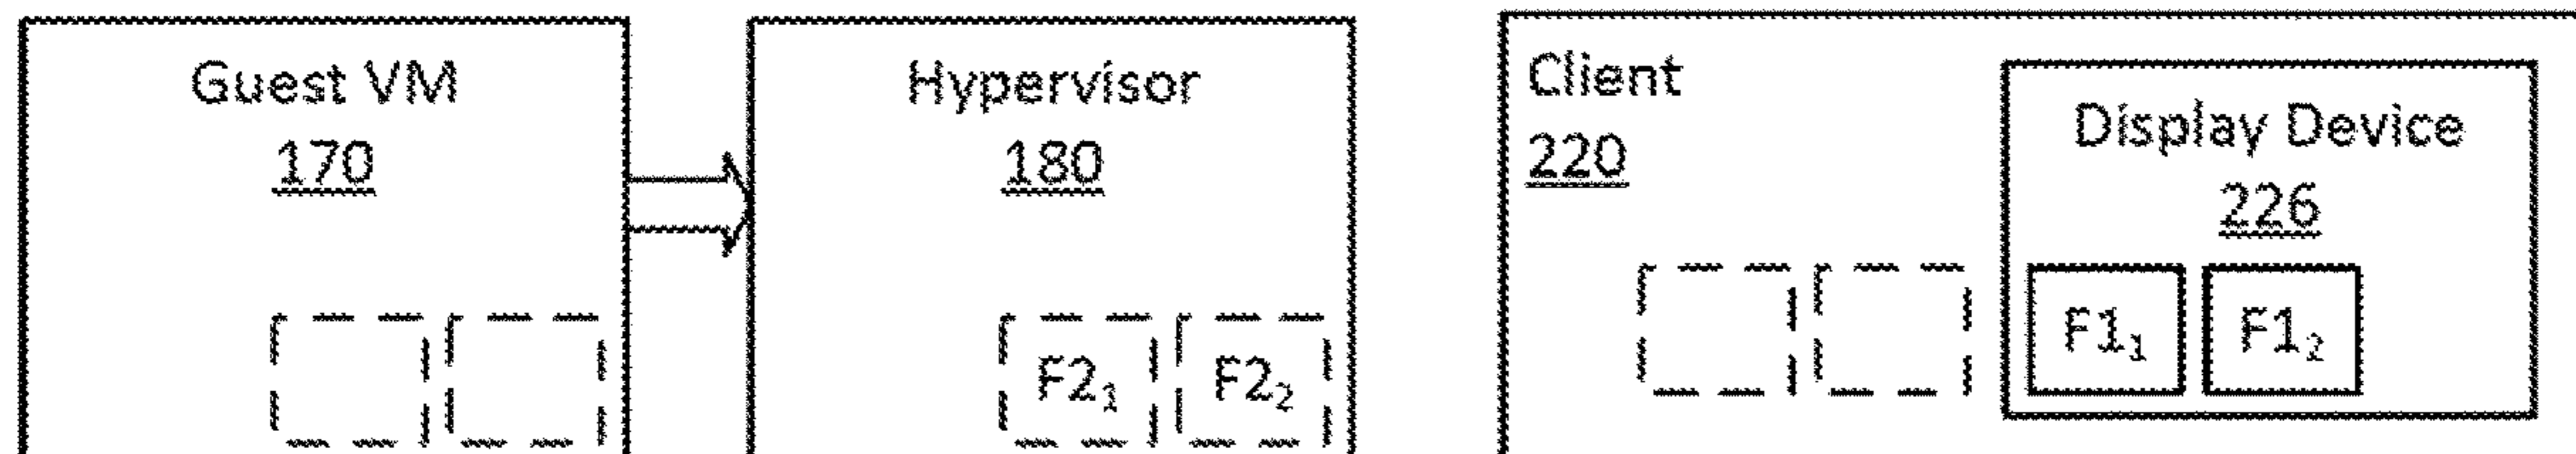 Guest VM
170
Hypervisor
180
F2₁ F2₂
Client
220
Display Device
226
F1₁ F1₂